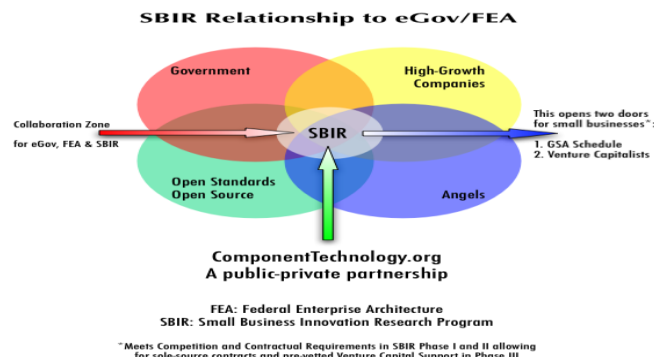 SBIR Relationship to eGov/FEA
Government
High-Growth
Companies
Collaboration Zone
for eGov, FEA & SBIR
SBIR
This opens two doors
for small businesses*:
1. GSA Schedule
2. Venture Capitalists
Open Standards
Open Source
Angels
ComponentTechnology.org
A public-private partnership
FEA: Federal Enterprise Architecture
SBIR: Small Business Innovation Research Program
*Meets Competition and Contractual Requirements in SBIR Phase I and II allowing
for sole-source contracts and pre-vetted Venture Capital Support in Phase III